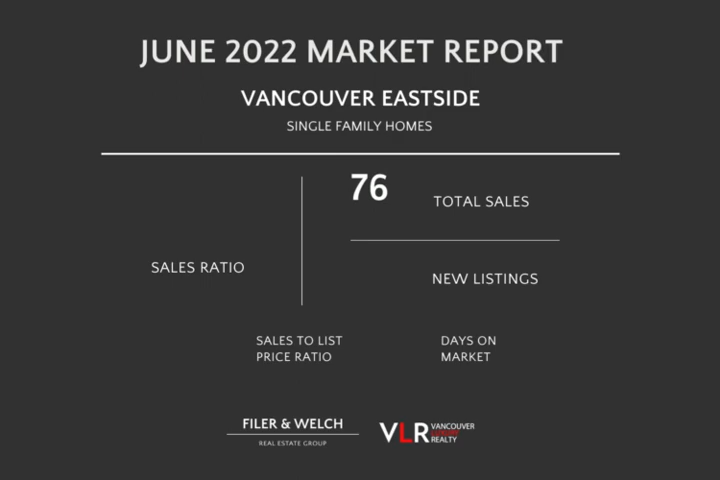 JUNE 2022 MARKET REPORT
VANCOUVER EASTSIDE
SINGLE FAMILY HOMES
76
TOTAL SALES
SALES RATIO
NEW LISTINGS
SALES TO LIST
PRICE RATIO
DAYS ON
MARKET
FILER & WELCH
REAL ESTATE GROUP
VLR
VANCOUVER
LUXURY
REALTY